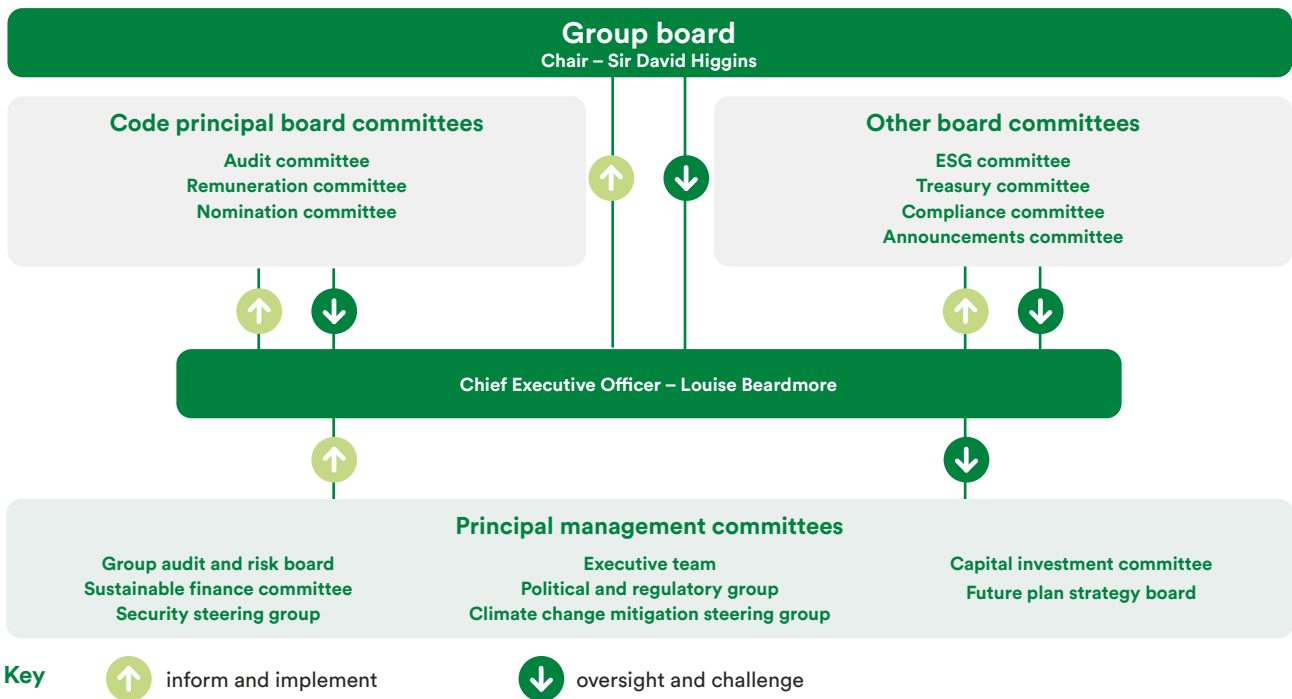 Group board
Chair – Sir David Higgins
Code principal board committees
Audit committee
Remuneration committee
Nomination committee
Other board committees
ESG committee
Treasury committee
Compliance committee
Announcements committee
Chief Executive Officer – Louise Beardmore
Principal management committees
Group audit and risk board
Sustainable finance committee
Security steering group
Executive team
Political and regulatory group
Climate change mitigation steering group
Capital investment committee
Future plan strategy board
Key
inform and implement
oversight and challenge